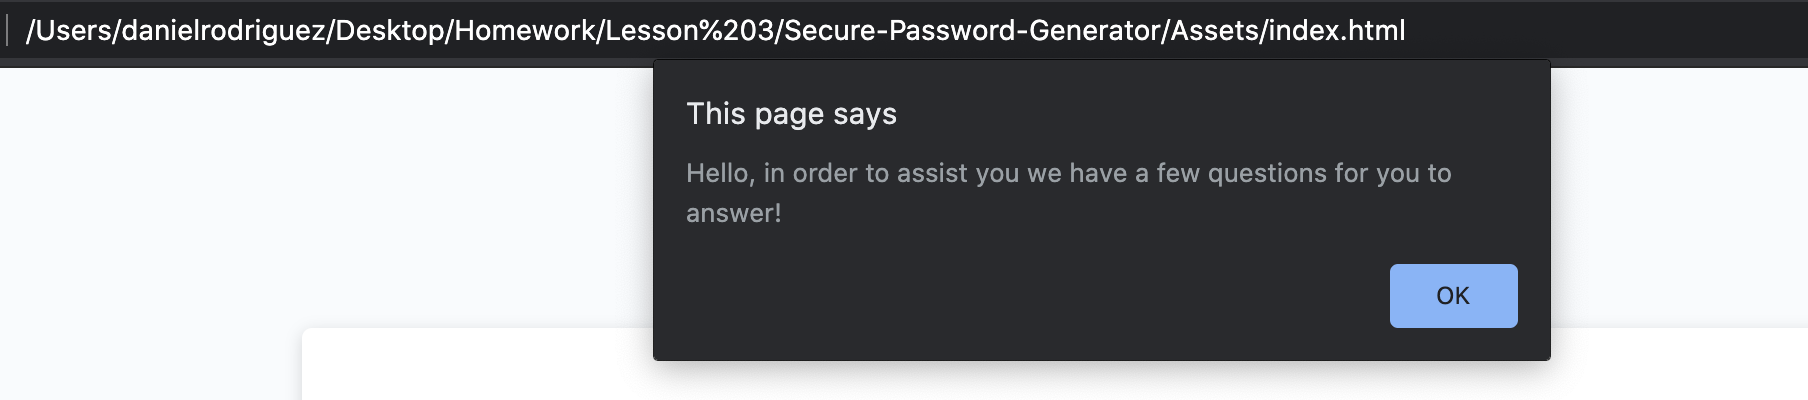 /Users/danielrodriguez/Desktop/Homework/Lesson%203/Secure-Password-Generator/Assets/index.html
This page says
Hello, in order to assist you we have a few questions for you to
answer!
OK